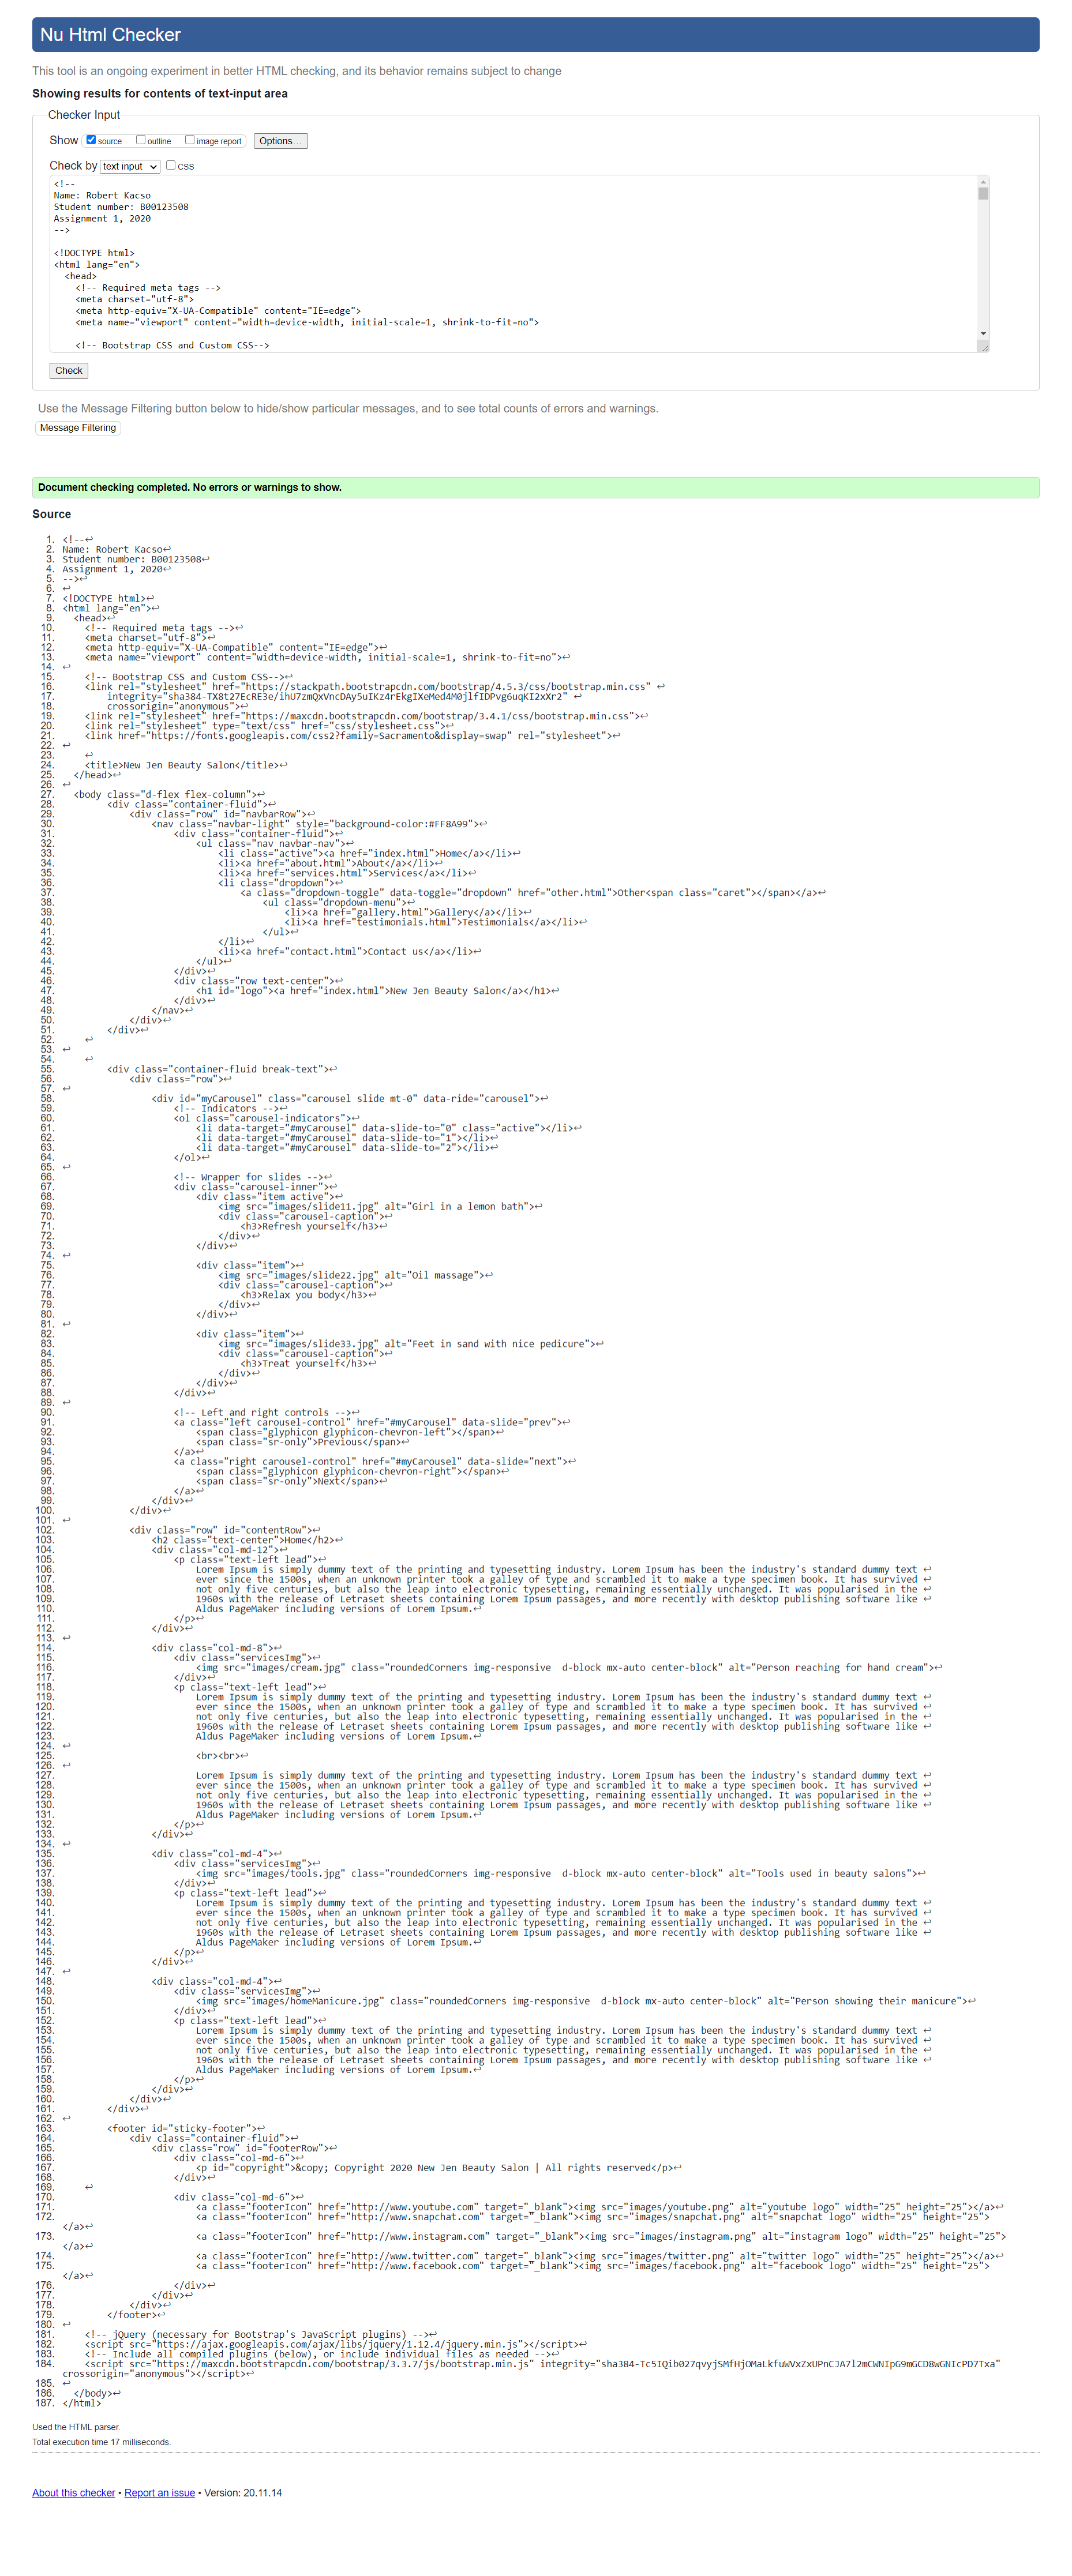 Nu Html Checker
This tool is an ongoing experiment in better HTML checking, and its behavior remains subject to change
Showing results for contents of text-input area
Checker Input
Show source outline image report Options…
Check by text input CSS
<!--
Name: Robert Kacso
Student number: B00123508
Assignment 1, 2020
-->

<!DOCTYPE html>
<html lang="en">
  <head>
    <!-- Required meta tags -->
    <meta charset="utf-8">
    <meta http-equiv="X-UA-Compatible" content="IE=edge">
    <meta name="viewport" content="width=device-width, initial-scale=1, shrink-to-fit=no">

    <!-- Bootstrap CSS and Custom CSS-->
Check
Use the Message Filtering button below to hide/show particular messages, and to see total counts of errors and warnings.
Message Filtering
Document checking completed. No errors or warnings to show.
Source
1. <!--↩
2. Name: Robert Kacso↩
3. Student number: B00123508↩
4. Assignment 1, 2020↩
5. -->↩
6. ↩
7. <!DOCTYPE html>↩
8. <html lang="en">↩
9. <head>↩
10. <!-- Required meta tags -->↩
11. <meta charset="utf-8">↩
12. <meta http-equiv="X-UA-Compatible" content="IE=edge">↩
13. <meta name="viewport" content="width=device-width, initial-scale=1, shrink-to-fit=no">↩
14. ↩
15. <!-- Bootstrap CSS and Custom CSS-->↩
16. <link rel="stylesheet" href="https://stackpath.bootstrapcdn.com/bootstrap/4.5.3/css/bootstrap.min.css" ↩
17. integrity="sha384-TX8t27EcRE3e/ihU7zmQxVncDAy5uIKz4rEkgIXeMed4M0jlfIDPvg6uqKI2xXr2" ↩
18. crossorigin="anonymous">↩
19. <link rel="stylesheet" href="https://maxcdn.bootstrapcdn.com/bootstrap/3.4.1/css/bootstrap.min.css">↩
20. <link rel="stylesheet" type="text/css" href="css/stylesheet.css">↩
21. <link href="https://fonts.googleapis.com/css2?family=Sacramento&display=swap" rel="stylesheet">↩
22. ↩
23. ↩
24. <title>New Jen Beauty Salon</title>↩
25. </head>↩
26. ↩
27. <body class="d-flex flex-column">↩
28. <div class="container-fluid">↩
29. <div class="row" id="navbarRow">↩
30. <nav class="navbar-light" style="background-color:#FF8A99">↩
31. <div class="container-fluid">↩
32. <ul class="nav navbar-nav">↩
33. <li class="active"><a href="index.html">Home</a></li>↩
34. <li><a href="about.html">About</a></li>↩
35. <li><a href="services.html">Services</a></li>↩
36. <li class="dropdown">↩
37. <a class="dropdown-toggle" data-toggle="dropdown" href="other.html">Other<span class="caret"></span></a>↩
38. <ul class="dropdown-menu">↩
39. <li><a href="gallery.html">Gallery</a></li>↩
40. <li><a href="testimonials.html">Testimonials</a></li>↩
41. </ul>↩
42. </li>↩
43. <li><a href="contact.html">Contact us</a></li>↩
44. </ul>↩
45. </div>↩
46. <div class="row text-center">↩
47. <h1 id="logo"><a href="index.html">New Jen Beauty Salon</a></h1>↩
48. </div>↩
49. </nav>↩
50. </div>↩
51. </div>↩
52. ↩
53. ↩
54. ↩
55. <div class="container-fluid break-text">↩
56. <div class="row">↩
57. ↩
58. <div id="myCarousel" class="carousel slide mt-0" data-ride="carousel">↩
59. <!-- Indicators -->↩
60. <ol class="carousel-indicators">↩
61. <li data-target="#myCarousel" data-slide-to="0" class="active"></li>↩
62. <li data-target="#myCarousel" data-slide-to="1"></li>↩
63. <li data-target="#myCarousel" data-slide-to="2"></li>↩
64. </ol>↩
65. ↩
66. <!-- Wrapper for slides -->↩
67. <div class="carousel-inner">↩
68. <div class="item active">↩
69. <img src="images/slide11.jpg" alt="Girl in a lemon bath">↩
70. <div class="carousel-caption">↩
71. <h3>Refresh yourself</h3>↩
72. </div>↩
73. </div>↩
74. ↩
75. <div class="item">↩
76. <img src="images/slide22.jpg" alt="Oil massage">↩
77. <div class="carousel-caption">↩
78. <h3>Relax you body</h3>↩
79. </div>↩
80. </div>↩
81. ↩
82. <div class="item">↩
83. <img src="images/slide33.jpg" alt="Feet in sand with nice pedicure">↩
84. <div class="carousel-caption">↩
85. <h3>Treat yourself</h3>↩
86. </div>↩
87. </div>↩
88. </div>↩
89. ↩
90. <!-- Left and right controls -->↩
91. <a class="left carousel-control" href="#myCarousel" data-slide="prev">↩
92. <span class="glyphicon glyphicon-chevron-left"></span>↩
93. <span class="sr-only">Previous</span>↩
94. </a>↩
95. <a class="right carousel-control" href="#myCarousel" data-slide="next">↩
96. <span class="glyphicon glyphicon-chevron-right"></span>↩
97. <span class="sr-only">Next</span>↩
98. </a>↩
99. </div>↩
100. </div>↩
101. ↩
102. <div class="row" id="contentRow">↩
103. <h2 class="text-center">Home</h2>↩
104. <div class="col-md-12">↩
105. <p class="text-left lead">↩
106. Lorem Ipsum is simply dummy text of the printing and typesetting industry. Lorem Ipsum has been the industry's standard dummy text ↩
107. ever since the 1500s, when an unknown printer took a galley of type and scrambled it to make a type specimen book. It has survived ↩
108. not only five centuries, but also the leap into electronic typesetting, remaining essentially unchanged. It was popularised in the ↩
109. 1960s with the release of Letraset sheets containing Lorem Ipsum passages, and more recently with desktop publishing software like ↩
110. Aldus PageMaker including versions of Lorem Ipsum.↩
111. </p>↩
112. </div>↩
113. ↩
114. <div class="col-md-8">↩
115. <div class="servicesImg">↩
116. <img src="images/cream.jpg" class="roundedCorners img-responsive  d-block mx-auto center-block" alt="Person reaching for hand cream">↩
117. </div>↩
118. <p class="text-left lead">↩
119. Lorem Ipsum is simply dummy text of the printing and typesetting industry. Lorem Ipsum has been the industry's standard dummy text ↩
120. ever since the 1500s, when an unknown printer took a galley of type and scrambled it to make a type specimen book. It has survived ↩
121. not only five centuries, but also the leap into electronic typesetting, remaining essentially unchanged. It was popularised in the ↩
122. 1960s with the release of Letraset sheets containing Lorem Ipsum passages, and more recently with desktop publishing software like ↩
123. Aldus PageMaker including versions of Lorem Ipsum.↩
124. ↩
125. <br><br>↩
126. ↩
127. Lorem Ipsum is simply dummy text of the printing and typesetting industry. Lorem Ipsum has been the industry's standard dummy text ↩
128. ever since the 1500s, when an unknown printer took a galley of type and scrambled it to make a type specimen book. It has survived ↩
129. not only five centuries, but also the leap into electronic typesetting, remaining essentially unchanged. It was popularised in the ↩
130. 1960s with the release of Letraset sheets containing Lorem Ipsum passages, and more recently with desktop publishing software like ↩
131. Aldus PageMaker including versions of Lorem Ipsum.↩
132. </p>↩
133. </div>↩
134. ↩
135. <div class="col-md-4">↩
136. <div class="servicesImg">↩
137. <img src="images/tools.jpg" class="roundedCorners img-responsive  d-block mx-auto center-block" alt="Tools used in beauty salons">↩
138. </div>↩
139. <p class="text-left lead">↩
140. Lorem Ipsum is simply dummy text of the printing and typesetting industry. Lorem Ipsum has been the industry's standard dummy text ↩
141. ever since the 1500s, when an unknown printer took a galley of type and scrambled it to make a type specimen book. It has survived ↩
142. not only five centuries, but also the leap into electronic typesetting, remaining essentially unchanged. It was popularised in the ↩
143. 1960s with the release of Letraset sheets containing Lorem Ipsum passages, and more recently with desktop publishing software like ↩
144. Aldus PageMaker including versions of Lorem Ipsum.↩
145. </p>↩
146. </div>↩
147. ↩
148. <div class="col-md-4">↩
149. <div class="servicesImg">↩
150. <img src="images/homeManicure.jpg" class="roundedCorners img-responsive  d-block mx-auto center-block" alt="Person showing their manicure">↩
151. </div>↩
152. <p class="text-left lead">↩
153. Lorem Ipsum is simply dummy text of the printing and typesetting industry. Lorem Ipsum has been the industry's standard dummy text ↩
154. ever since the 1500s, when an unknown printer took a galley of type and scrambled it to make a type specimen book. It has survived ↩
155. not only five centuries, but also the leap into electronic typesetting, remaining essentially unchanged. It was popularised in the ↩
156. 1960s with the release of Letraset sheets containing Lorem Ipsum passages, and more recently with desktop publishing software like ↩
157. Aldus PageMaker including versions of Lorem Ipsum.↩
158. </p>↩
159. </div>↩
160. </div>↩
161. </div>↩
162. ↩
163. <footer id="sticky-footer">↩
164. <div class="container-fluid">↩
165. <div class="row" id="footerRow">↩
166. <div class="col-md-6">↩
167. <p id="copyright">&copy; Copyright 2020 New Jen Beauty Salon | All rights reserved</p>↩
168. </div>↩
169. ↩
170. <div class="col-md-6">↩
171. <a class="footerIcon" href="http://www.youtube.com" target="_blank"><img src="images/youtube.png" alt="youtube logo" width="25" height="25"></a>↩
172. <a class="footerIcon" href="http://www.snapchat.com" target="_blank"><img src="images/snapchat.png" alt="snapchat logo" width="25" height="25">
</a>↩
173. <a class="footerIcon" href="http://www.instagram.com" target="_blank"><img src="images/instagram.png" alt="instagram logo" width="25" height="25">
</a>↩
174. <a class="footerIcon" href="http://www.twitter.com" target="_blank"><img src="images/twitter.png" alt="twitter logo" width="25" height="25"></a>↩
175. <a class="footerIcon" href="http://www.facebook.com" target="_blank"><img src="images/facebook.png" alt="facebook logo" width="25" height="25">
</a>↩
176. </div>↩
177. </div>↩
178. </div>↩
179. </footer>↩
180. ↩
181. <!-- jQuery (necessary for Bootstrap's JavaScript plugins) -->↩
182. <script src="https://ajax.googleapis.com/ajax/libs/jquery/1.12.4/jquery.min.js"></script>↩
183. <!-- Include all compiled plugins (below), or include individual files as needed -->↩
184. <script src="https://maxcdn.bootstrapcdn.com/bootstrap/3.3.7/js/bootstrap.min.js" integrity="sha384-Tc5IQib027qvyjSMfHjOMaLkfuWVxZxUPnCJA7l2mCWNIpG9mGCD8wGNIcPD7Txa"
crossorigin="anonymous"></script>↩
185. ↩
186. </body>↩
187. </html>
Used the HTML parser.
Total execution time 17 milliseconds.
About this checker • Report an issue • Version: 20.11.14